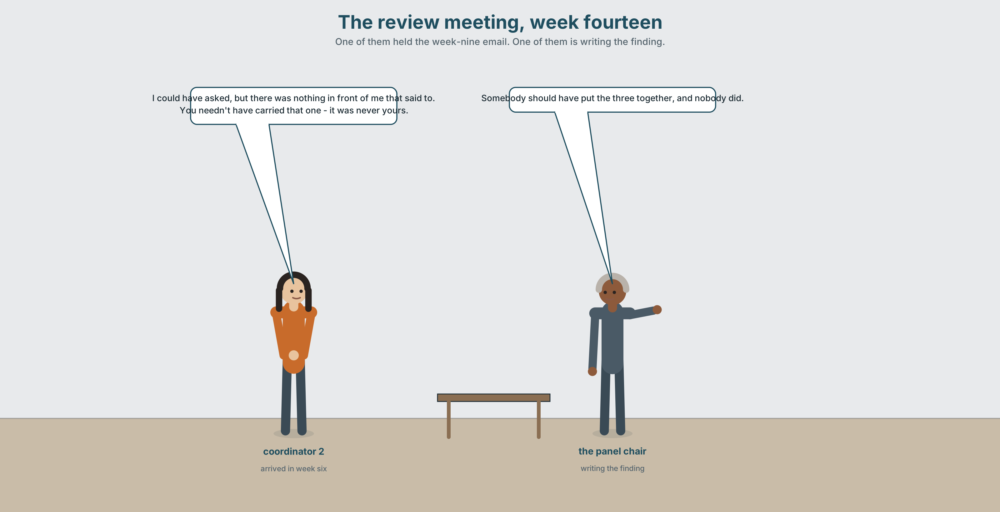 The review meeting, week fourteen
One of them held the week-nine email. One of them is writing the finding.
I could have asked, but there was nothing in front of me that said to.
You needn't have carried that one - it was never yours.
Somebody should have put the three together, and nobody did.
coordinator 2
arrived in week six
the panel chair
writing the finding